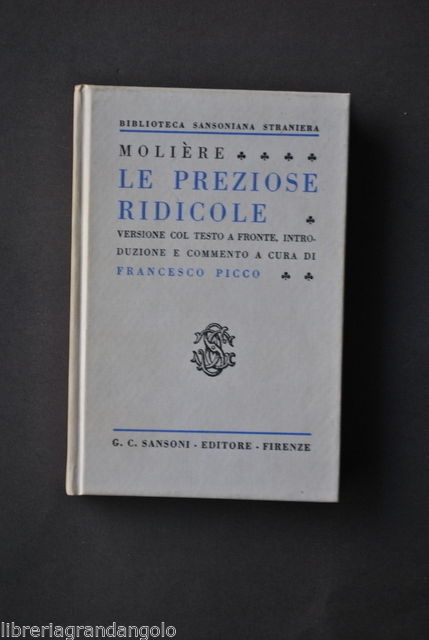 BIBLIOTECA SANSONIANA STRANIERA
MOLIÈRE
LE PREZIOSE
RIDICOLE
VERSIONE COL TESTO A FRONTE, INTRO-
DUZIONE E COMMENTO A CURA DI
FRANCESCO PICCO
G. C. SANSONI - EDITORE - FIRENZE
libreriagrandangolo